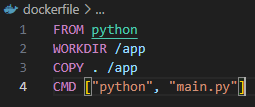 dockerfile > ...
1 FROM python
2 WORKDIR /app
3 COPY . /app
4 CMD ["python", "main.py"]